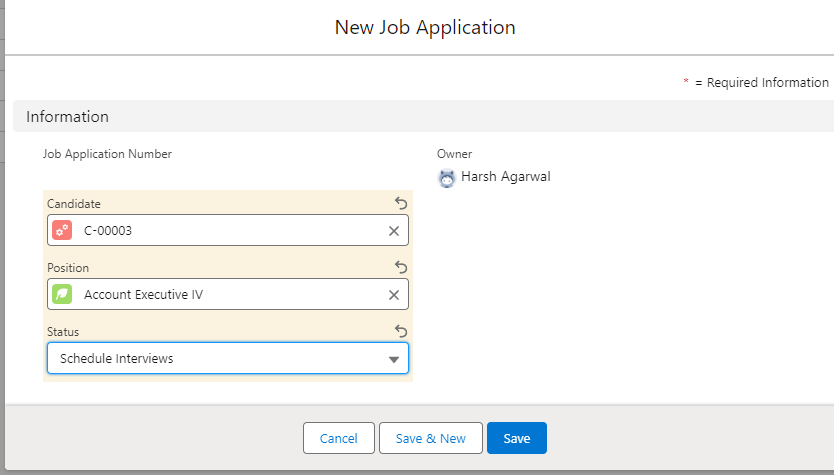 New Job Application
* = Required Information
Information
Job Application Number
Owner
Harsh Agarwal
Candidate
C-00003
Position
Account Executive IV
Status
Schedule Interviews
Cancel
Save & New
Save